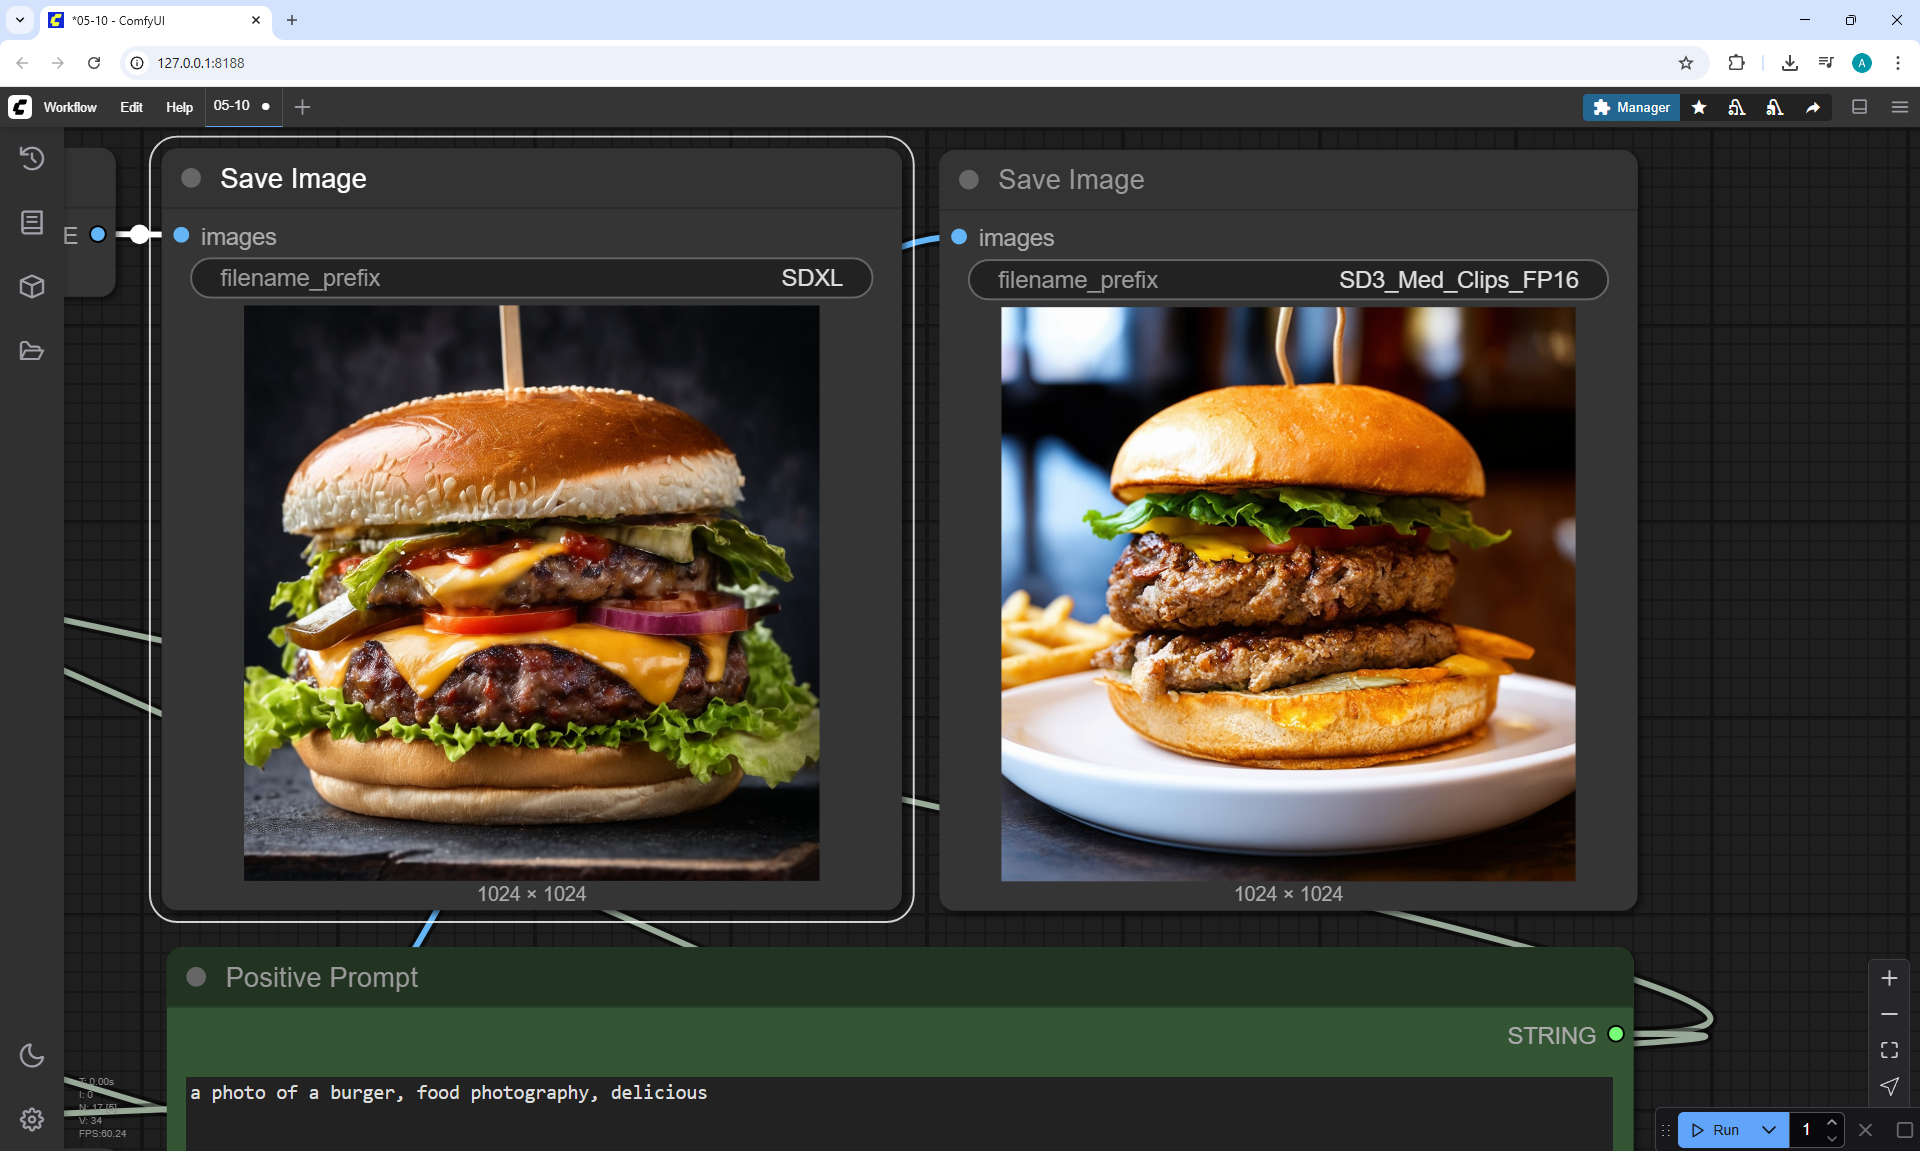 *05-10 - ComfyUI
127.0.0.1:8188
Workflow Edit Help 05-10
Manager
Save Image
Save Image
E
images
images
filename_prefix SDXL
filename_prefix SD3_Med_Clips_FP16
1024 × 1024
1024 × 1024
Positive Prompt
STRING
a photo of a burger, food photography, delicious
T: 0.00s
I: 0
N: 17 [5]
V: 34
FPS:60.24
Run 1
A